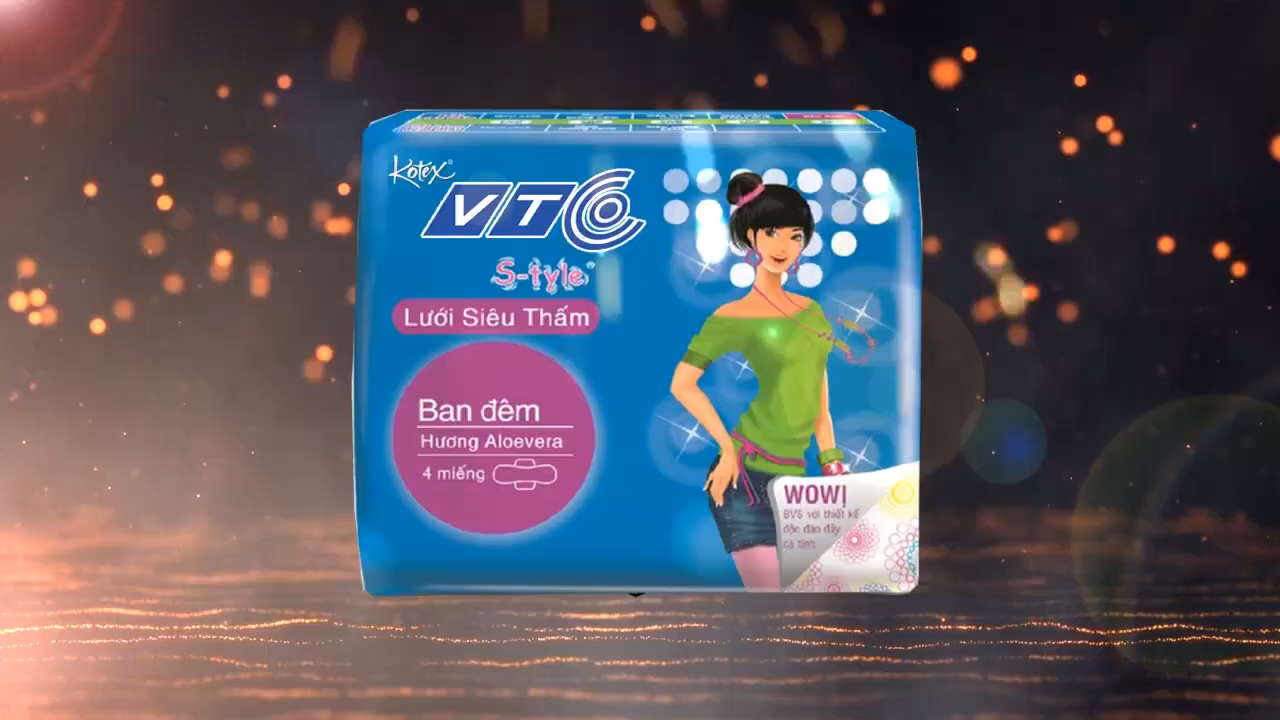 Kotex®
VTC
S-tyle
Lưới Siêu Thấm
Ban đêm
Hương Aloevera
4 miếng
WOW!
BVS với thiết kế
độc đáo đầy
cá tính